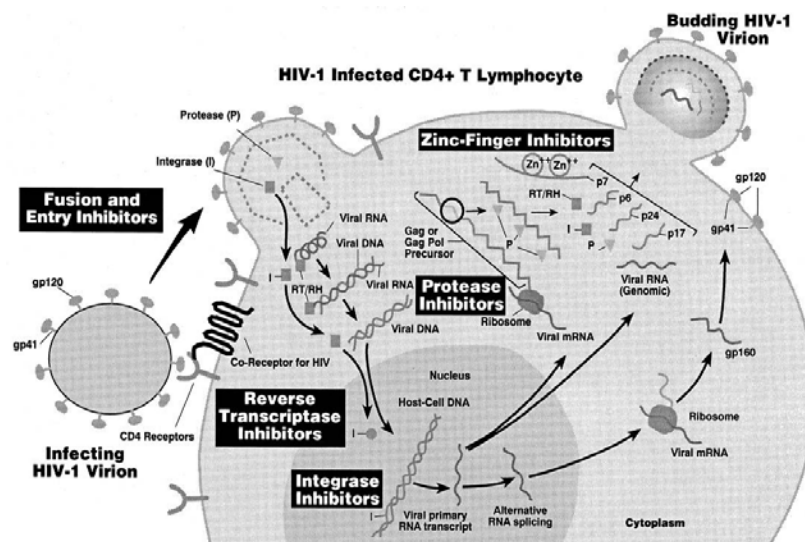 Budding HIV-1
Virion
HIV-1 Infected CD4+ T Lymphocyte
Protease (P)
Integrase (I)
Fusion and
Entry Inhibitors
Zinc-Finger Inhibitors
Zn++ Zn++
p7
RT/RH
p6
p24
p17
I
P
gp120
gp41
Viral RNA
Viral DNA
I
RT/RH
Viral RNA
Viral DNA
Gag or
Gag Pol
Precursor
P
Protease
Inhibitors
Viral RNA
(Genomic)
Ribosome
Viral mRNA
gp120
gp41
Co-Receptor for HIV
CD4 Receptors
Infecting
HIV-1 Virion
gp160
Nucleus
Host-Cell DNA
Reverse
Transcriptase
Inhibitors
I
Ribosome
Viral mRNA
Integrase
Inhibitors
I
Viral primary
RNA transcript
Alternative
RNA splicing
Cytoplasm